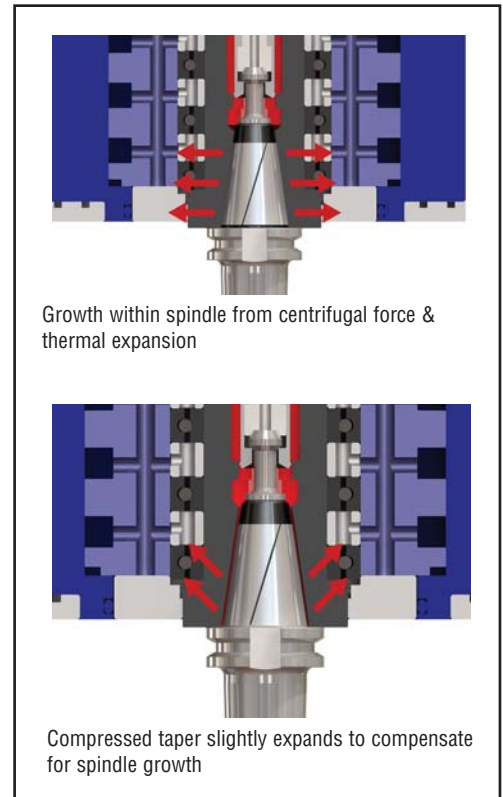 Growth within spindle from centrifugal force &
thermal expansion
Compressed taper slightly expands to compensate
for spindle growth